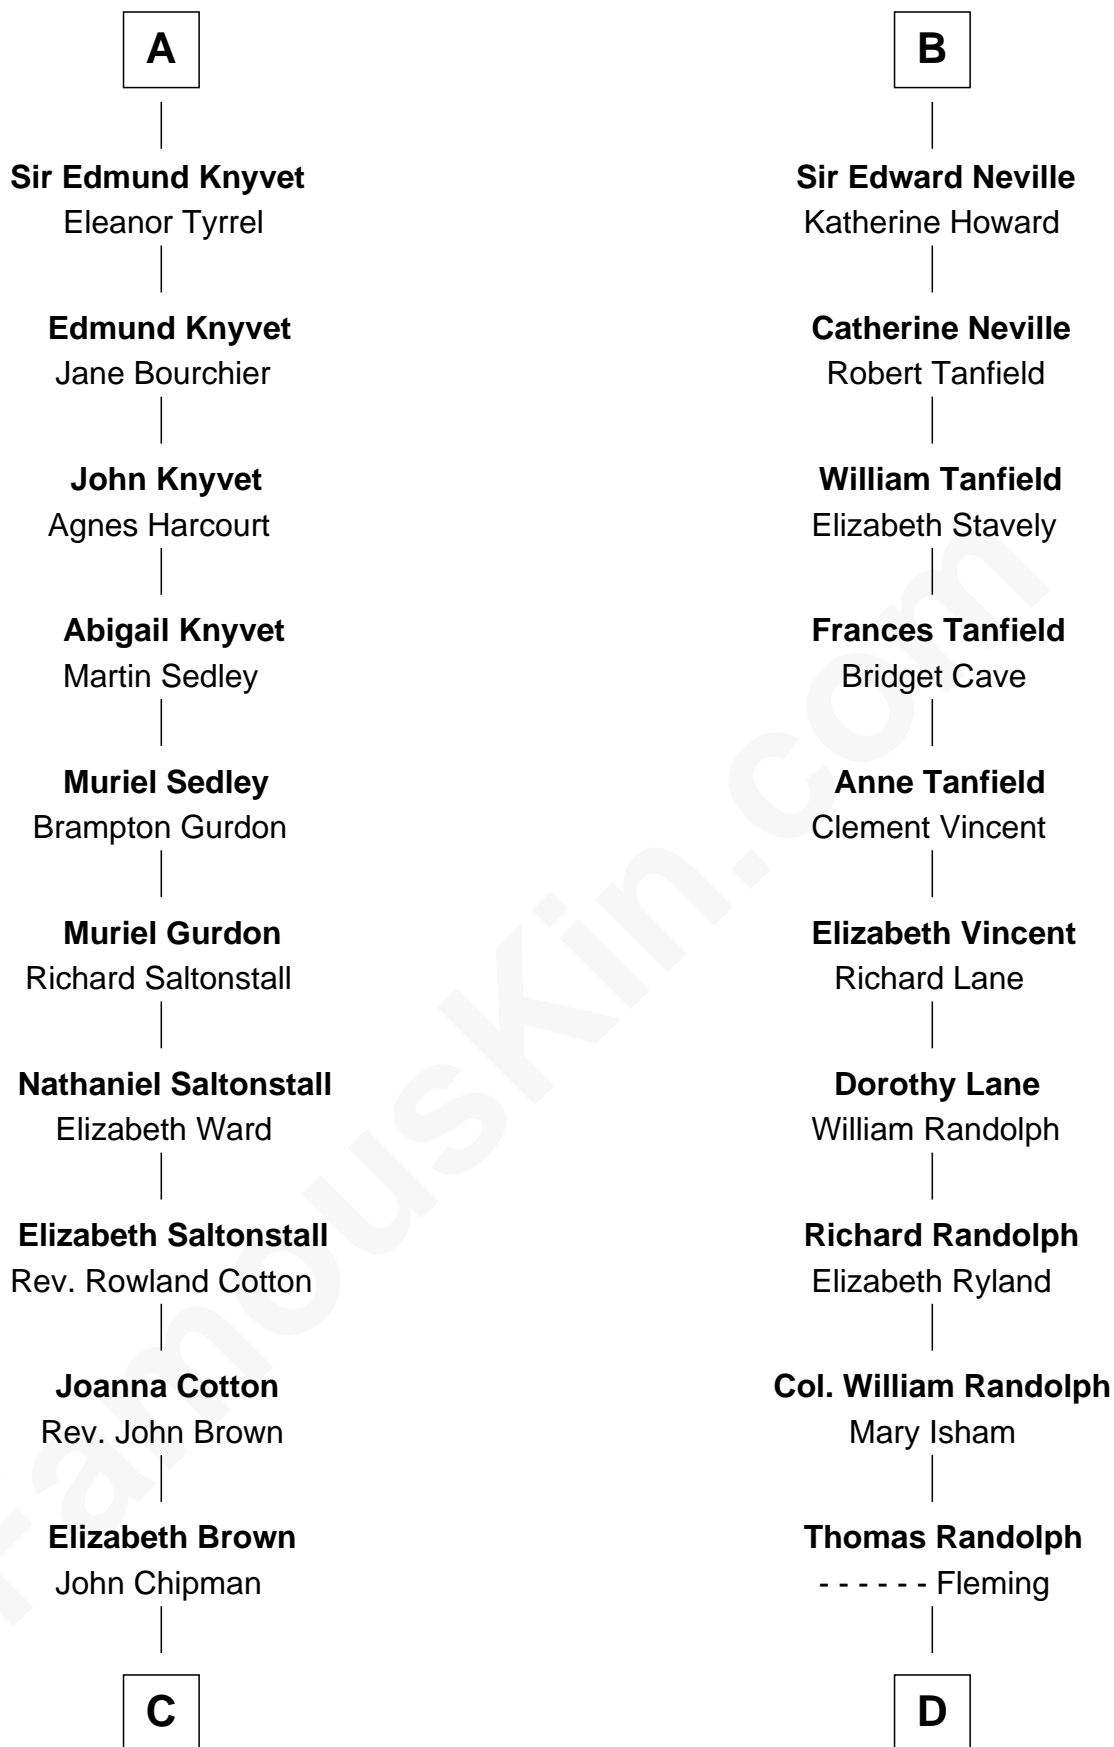 A
Sir Edmund Knyvet
Eleanor Tyrrel
Edmund Knyvet
Jane Bourchier
John Knyvet
Agnes Harcourt
Abigail Knyvet
Martin Sedley
Muriel Sedley
Brampton Gurdon
Muriel Gurdon
Richard Saltonstall
Nathaniel Saltonstall
Elizabeth Ward
Elizabeth Saltonstall
Rev. Rowland Cotton
Joanna Cotton
Rev. John Brown
Elizabeth Brown
John Chipman
C
B
Sir Edward Neville
Katherine Howard
Catherine Neville
Robert Tanfield
William Tanfield
Elizabeth Stavely
Frances Tanfield
Bridget Cave
Anne Tanfield
Clement Vincent
Elizabeth Vincent
Richard Lane
Dorothy Lane
William Randolph
Richard Randolph
Elizabeth Ryland
Col. William Randolph
Mary Isham
Thomas Randolph
- - - - - - Fleming
D
FamousKin.com